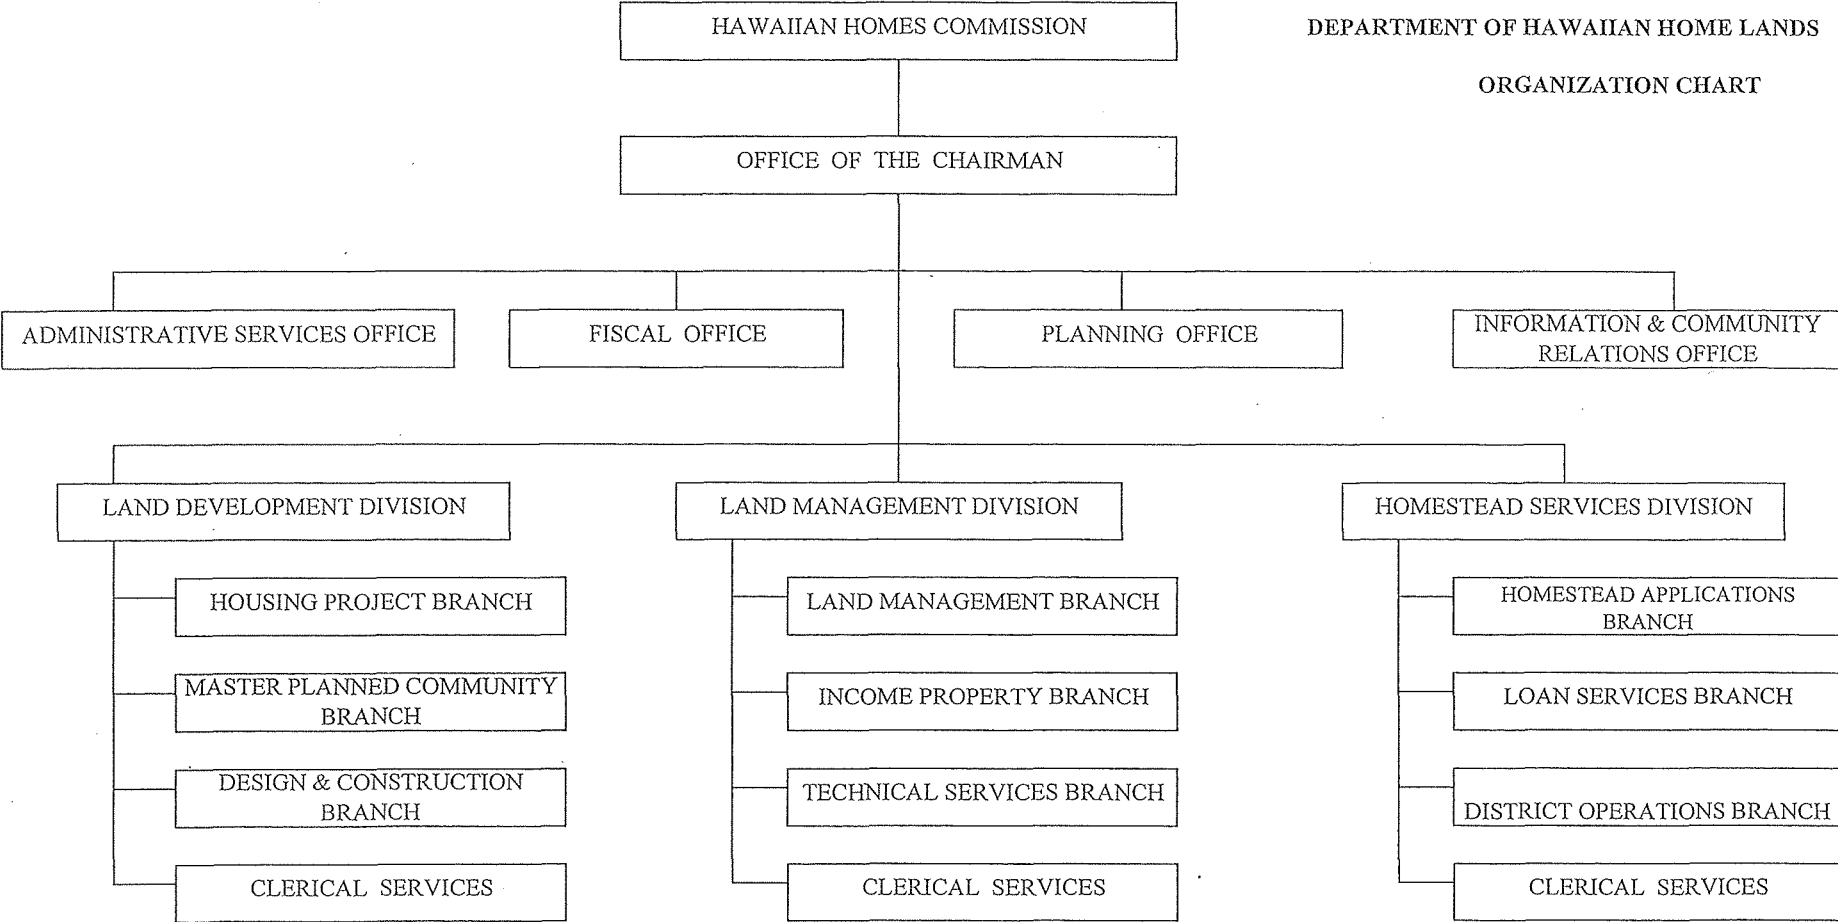 HAWAIIAN HOMES COMMISSION
DEPARTMENT OF HAWAIIAN HOME LANDS
ORGANIZATION CHART
OFFICE OF THE CHAIRMAN
ADMINISTRATIVE SERVICES OFFICE
FISCAL OFFICE
PLANNING OFFICE
INFORMATION & COMMUNITY
RELATIONS OFFICE
LAND DEVELOPMENT DIVISION
HOUSING PROJECT BRANCH
MASTER PLANNED COMMUNITY
BRANCH
DESIGN & CONSTRUCTION
BRANCH
CLERICAL SERVICES
LAND MANAGEMENT DIVISION
LAND MANAGEMENT BRANCH
INCOME PROPERTY BRANCH
TECHNICAL SERVICES BRANCH
CLERICAL SERVICES
HOMESTEAD SERVICES DIVISION
HOMESTEAD APPLICATIONS
BRANCH
LOAN SERVICES BRANCH
DISTRICT OPERATIONS BRANCH
CLERICAL SERVICES